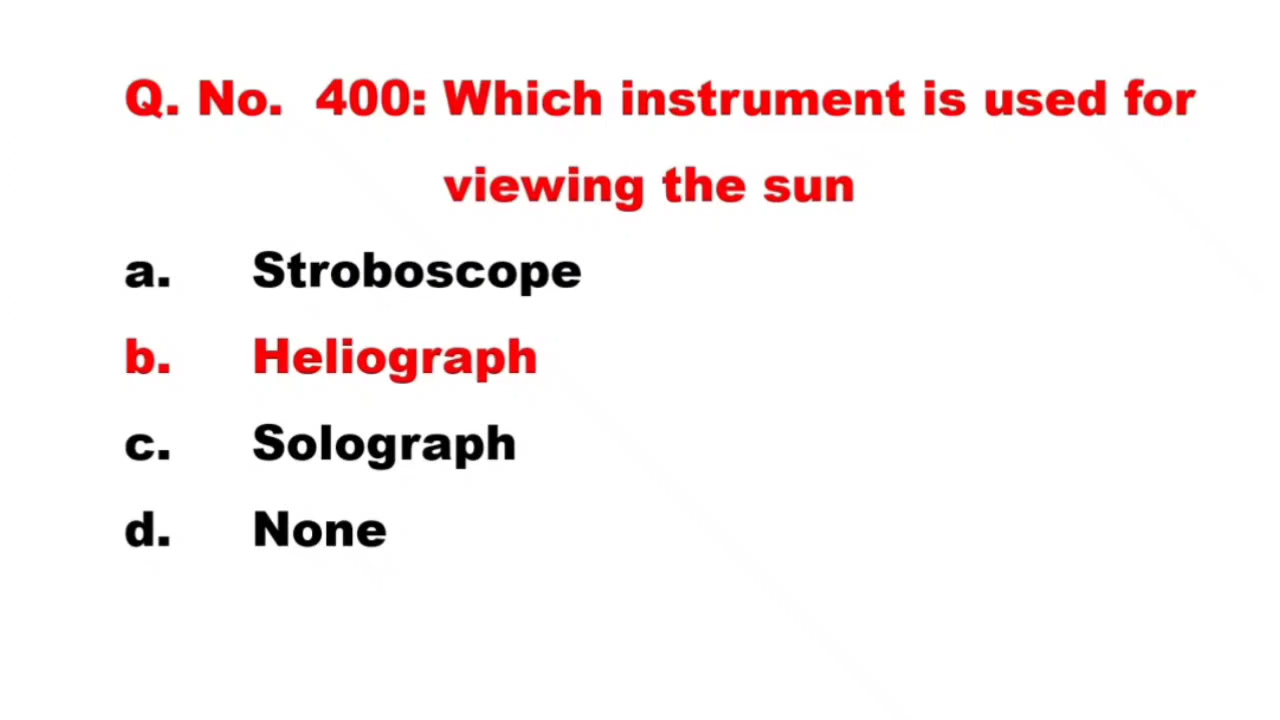 Q. No. 400: Which instrument is used for
viewing the sun
a. Stroboscope
b. Heliograph
c. Solograph
d. None